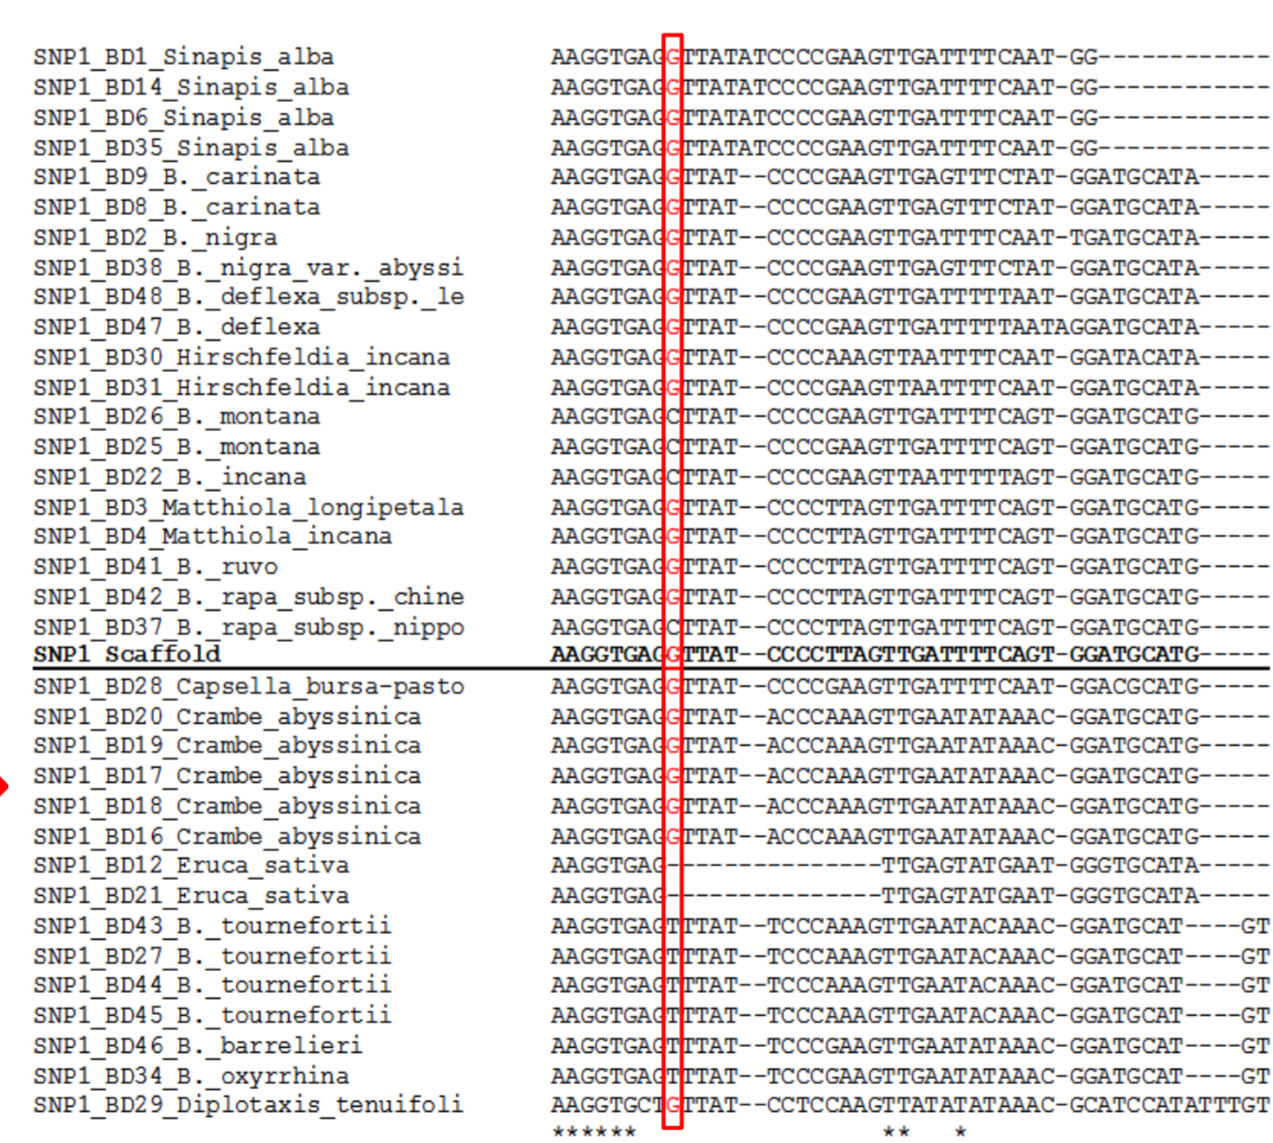 SNP1_BD1_Sinapis_alba AAGGTGAGGTTATATCCCCGAAGTTGATTTTCAAT-GG------------
SNP1_BD14_Sinapis_alba AAGGTGAGGTTATATCCCCGAAGTTGATTTTCAAT-GG------------
SNP1_BD6_Sinapis_alba AAGGTGAGGTTATATCCCCGAAGTTGATTTTCAAT-GG------------
SNP1_BD35_Sinapis_alba AAGGTGAGGTTATATCCCCGAAGTTGATTTTCAAT-GG------------
SNP1_BD9_B._carinata AAGGTGAGGTTAT--CCCCGAAGTTGAGTTTCTAT-GGATGCATA-----
SNP1_BD8_B._carinata AAGGTGAGGTTAT--CCCCGAAGTTGAGTTTCTAT-GGATGCATA-----
SNP1_BD2_B._nigra AAGGTGAGGTTAT--CCCCGAAGTTGATTTTCAAT-TGATGCATA-----
SNP1_BD38_B._nigra_var._abyssi AAGGTGAGGTTAT--CCCCGAAGTTGAGTTTCTAT-GGATGCATA-----
SNP1_BD48_B._deflexa_subsp._le AAGGTGAGGTTAT--CCCCGAAGTTGATTTTTAAT-GGATGCATA-----
SNP1_BD47_B._deflexa AAGGTGAGGTTAT--CCCCGAAGTTGATTTTTAATAGGATGCATA-----
SNP1_BD30_Hirschfeldia_incana AAGGTGAGGTTAT--CCCCAAAGTTAATTTTCAAT-GGATACATA-----
SNP1_BD31_Hirschfeldia_incana AAGGTGAGGTTAT--CCCCGAAGTTAATTTTCAAT-GGATGCATA-----
SNP1_BD26_B._montana AAGGTGAGCTTAT--CCCCGAAGTTGATTTTCAGT-GGATGCATG-----
SNP1_BD25_B._montana AAGGTGAGCTTAT--CCCCGAAGTTGATTTTCAGT-GGATGCATG-----
SNP1_BD22_B._incana AAGGTGAGCTTAT--CCCCGAAGTTAATTTTTAGT-GGATGCATG-----
SNP1_BD3_Matthiola_longipetala AAGGTGAGGTTAT--CCCCTTAGTTGATTTTCAGT-GGATGCATG-----
SNP1_BD4_Matthiola_incana AAGGTGAGGTTAT--CCCCTTAGTTGATTTTCAGT-GGATGCATG-----
SNP1_BD41_B._ruvo AAGGTGAGGTTAT--CCCCTTAGTTGATTTTCAGT-GGATGCATG-----
SNP1_BD42_B._rapa_subsp._chine AAGGTGAGGTTAT--CCCCTTAGTTGATTTTCAGT-GGATGCATG-----
SNP1_BD37_B._rapa_subsp._nippo AAGGTGAGCTTAT--CCCCTTAGTTGATTTTCAGT-GGATGCATG-----
SNP1_Scaffold AAGGTGAGGTTAT--CCCCTTAGTTGATTTTCAGT-GGATGCATG-----
SNP1_BD28_Capsella_bursa-pasto AAGGTGAGGTTAT--CCCCGAAGTTGATTTTCAAT-GGACGCATG-----
SNP1_BD20_Crambe_abyssinica AAGGTGAGGTTAT--ACCCAAAGTTGAATATAAAC-GGATGCATG-----
SNP1_BD19_Crambe_abyssinica AAGGTGAGGTTAT--ACCCAAAGTTGAATATAAAC-GGATGCATG-----
SNP1_BD17_Crambe_abyssinica AAGGTGAGGTTAT--ACCCAAAGTTGAATATAAAC-GGATGCATG-----
SNP1_BD18_Crambe_abyssinica AAGGTGAGGTTAT--ACCCAAAGTTGAATATAAAC-GGATGCATG-----
SNP1_BD16_Crambe_abyssinica AAGGTGAGGTTAT--ACCCAAAGTTGAATATAAAC-GGATGCATG-----
SNP1_BD12_Eruca_sativa AAGGTGAG---------------TTGAGTATGAAT-GGGTGCATA-----
SNP1_BD21_Eruca_sativa AAGGTGAG---------------TTGAGTATGAAT-GGGTGCATA-----
SNP1_BD43_B._tournefortii AAGGTGAGTTTAT--TCCCAAAGTTGAATACAAAC-GGATGCAT----GT
SNP1_BD27_B._tournefortii AAGGTGAGTTTAT--TCCCAAAGTTGAATACAAAC-GGATGCAT----GT
SNP1_BD44_B._tournefortii AAGGTGAGTTTAT--TCCCAAAGTTGAATACAAAC-GGATGCAT----GT
SNP1_BD45_B._tournefortii AAGGTGAGTTTAT--TCCCAAAGTTGAATACAAAC-GGATGCAT----GT
SNP1_BD46_B._barrelieri AAGGTGAGTTTAT--TCCCGAAGTTGAATATAAAC-GGATGCAT----GT
SNP1_BD34_B._oxyrrhina AAGGTGAGTTTAT--TCCCGAAGTTGAATATAAAC-GGATGCAT----GT
SNP1_BD29_Diplotaxis_tenuifoli AAGGTGCTGTTAT--CCTCCAAGTTATATATAAAC-GCATCCATATTTGT
****** ** *